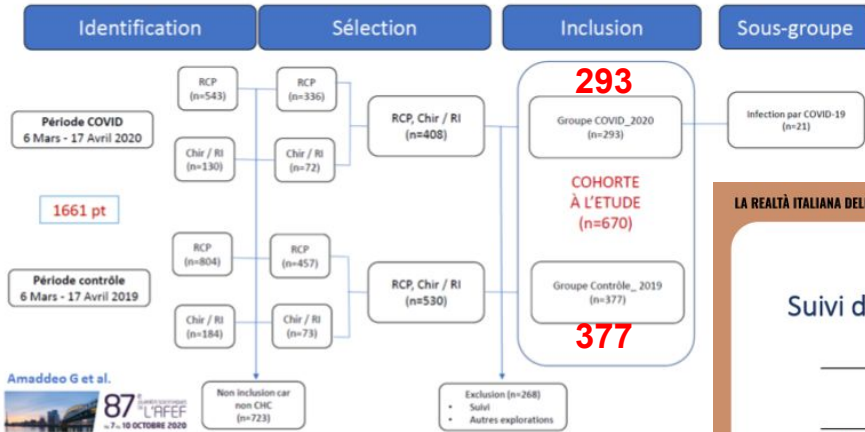 Identification
Sélection
Inclusion
Sous-groupe
RCP
(n=543)
RCP
(n=336)
293
Période COVID
6 Mars - 17 Avril 2020
RCP, Chir / RI
(n=408)
Groupe COVID_2020
(n=293)
Infection par COVID-19
(n=21)
Chir / RI
(n=130)
Chir / RI
(n=72)
1661 pt
COHORTE
À L'ETUDE
(n=670)
LA REALTÀ ITALIANA DEL
RCP
(n=804)
RCP
(n=457)
Période contrôle
6 Mars - 17 Avril 2019
RCP, Chir / RI
(n=530)
Groupe Contrôle_ 2019
(n=377)
Suivi d
Chir / RI
(n=184)
Chir / RI
(n=73)
377
Amaddeo G et al.
87
L'AFEF
7 10 OCTOBRE 2020
Non inclusion car
non CHC
(n=723)
Exclusion (n=268)
• Suivi
• Autres explorations